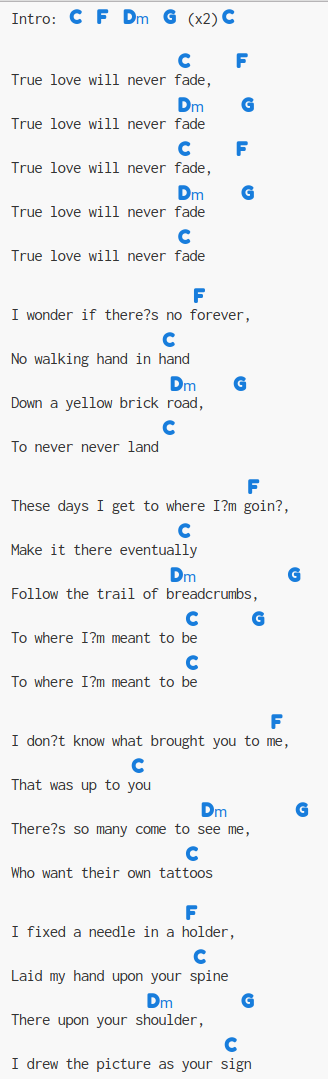 Intro: C F Dm G (x2) C
C F
True love will never fade,
Dm G
True love will never fade
C F
True love will never fade,
Dm G
True love will never fade
C
True love will never fade
F
I wonder if there?s no forever,
C
No walking hand in hand
Dm G
Down a yellow brick road,
C
To never never land
F
These days I get to where I?m goin?,
C
Make it there eventually
Dm G
Follow the trail of breadcrumbs,
C G
To where I?m meant to be
C
To where I?m meant to be
F
I don?t know what brought you to me,
C
That was up to you
Dm G
There?s so many come to see me,
C
Who want their own tattoos
F
I fixed a needle in a holder,
C
Laid my hand upon your spine
Dm G
There upon your shoulder,
C
I drew the picture as your sign